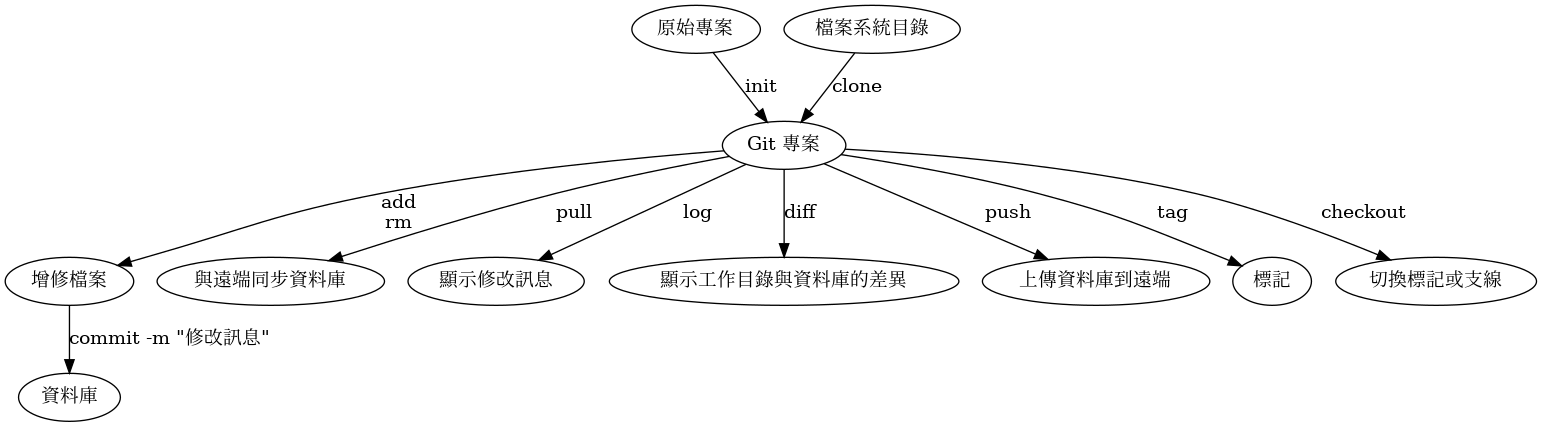 原始專案
檔案系統目錄
init
clone
Git 專案
add
rm
pull
log
diff
push
tag
checkout
增修檔案
與遠端同步資料庫
顯示修改訊息
顯示工作目錄與資料庫的差異
上傳資料庫到遠端
標記
切換標記或支線
commit -m "修改訊息"
資料庫